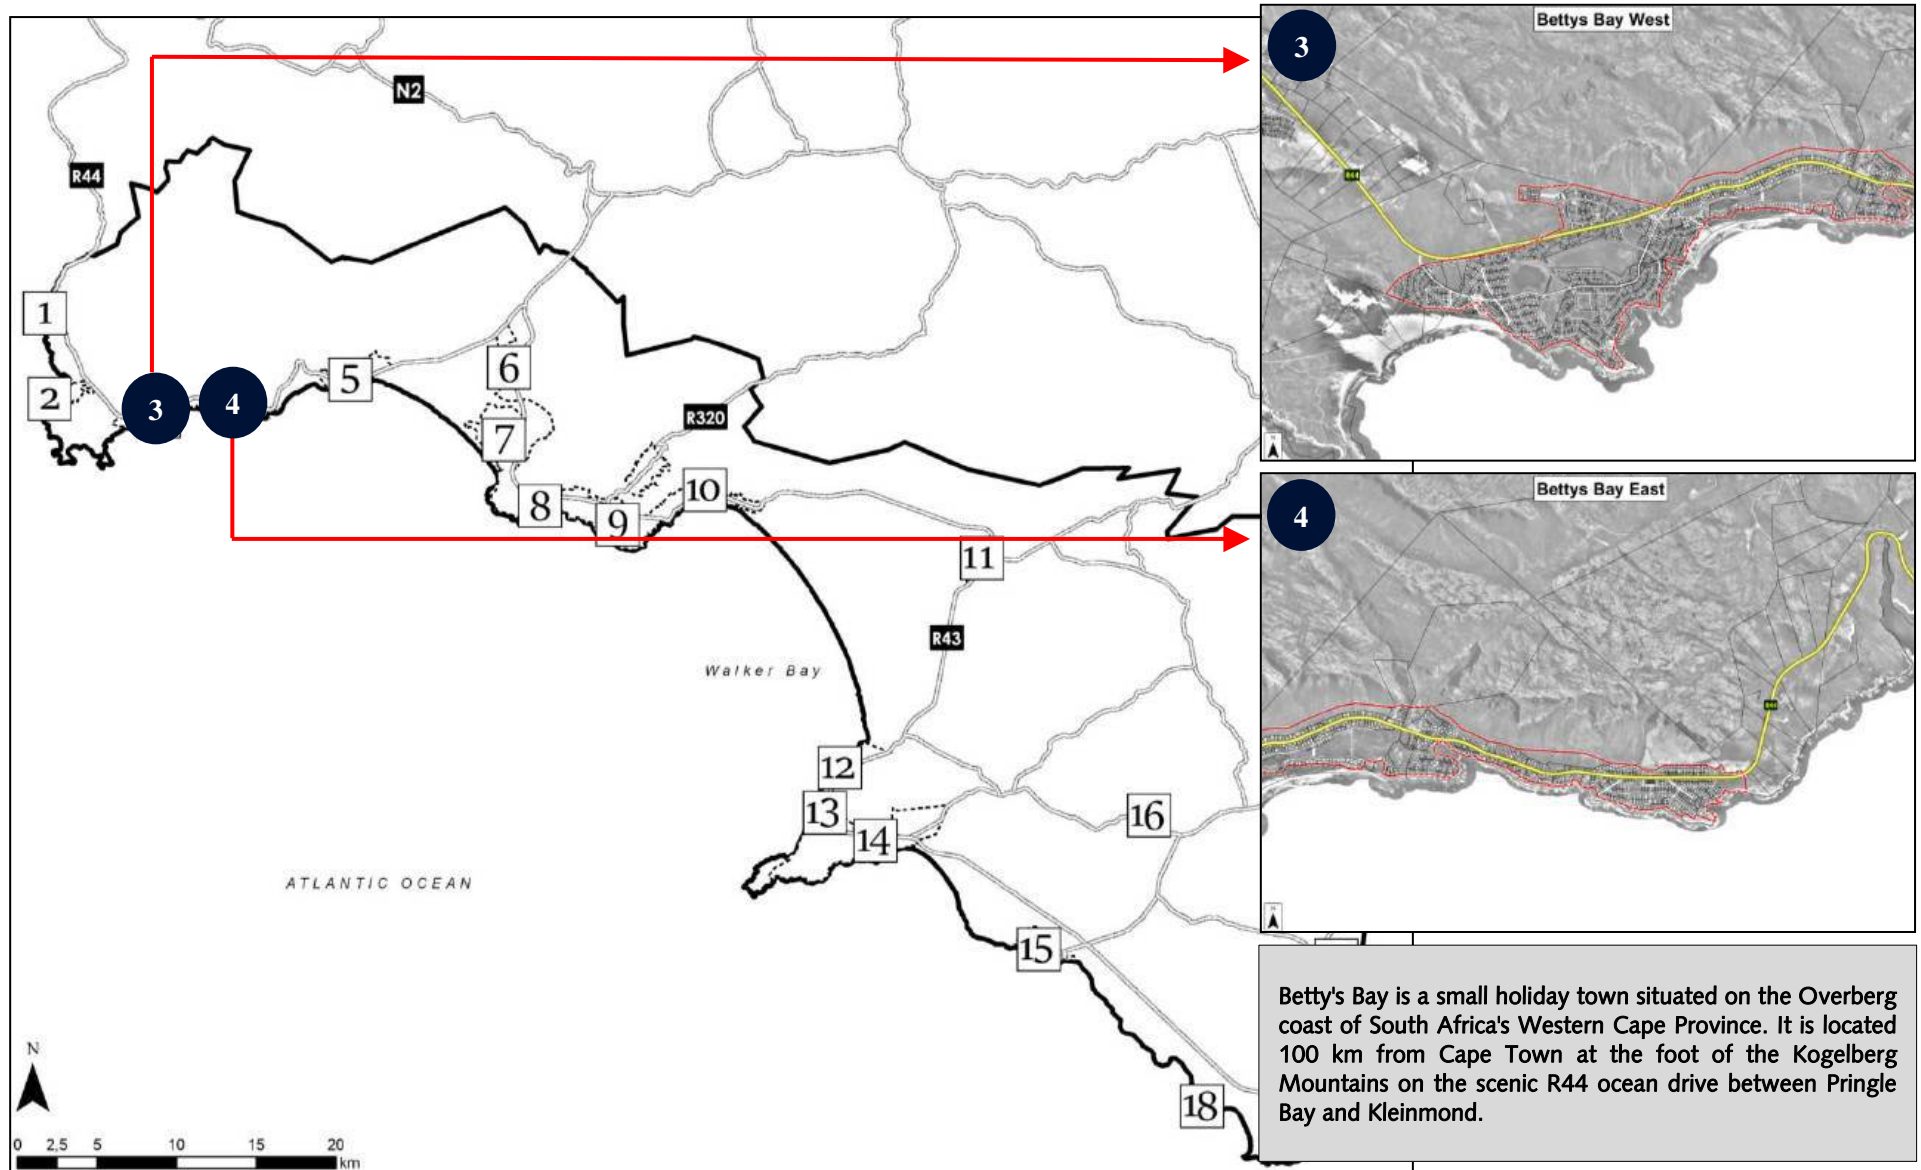 N2
R44
1
2
3
4
5
6
7
R320
8
9
10
11
R43
Walker Bay
12
13
14
16
ATLANTIC OCEAN
15
18
N
0 2,5 5 10 15 20
km
3
Bettys Bay West
R44
N
4
Bettys Bay East
R44
N
Betty's Bay is a small holiday town situated on the Overberg
coast of South Africa's Western Cape Province. It is located
100 km from Cape Town at the foot of the Kogelberg
Mountains on the scenic R44 ocean drive between Pringle
Bay and Kleinmond.